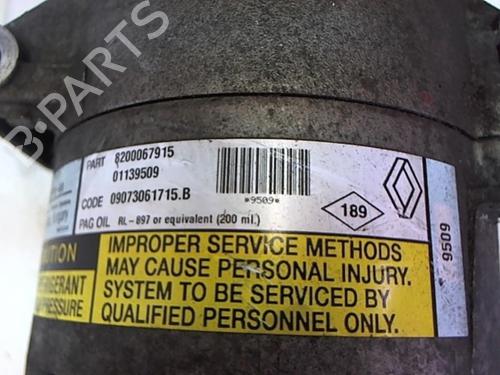 B-PARTS
PART 8200067915
01139509
CODE 09073061715.B
PAG OIL RL-897 or equivalent (200 ml.)
*9509*
189
9509
IMPROPER SERVICE METHODS
MAY CAUSE PERSONAL INJURY.
SYSTEM TO BE SERVICED BY
QUALIFIED PERSONNEL ONLY.